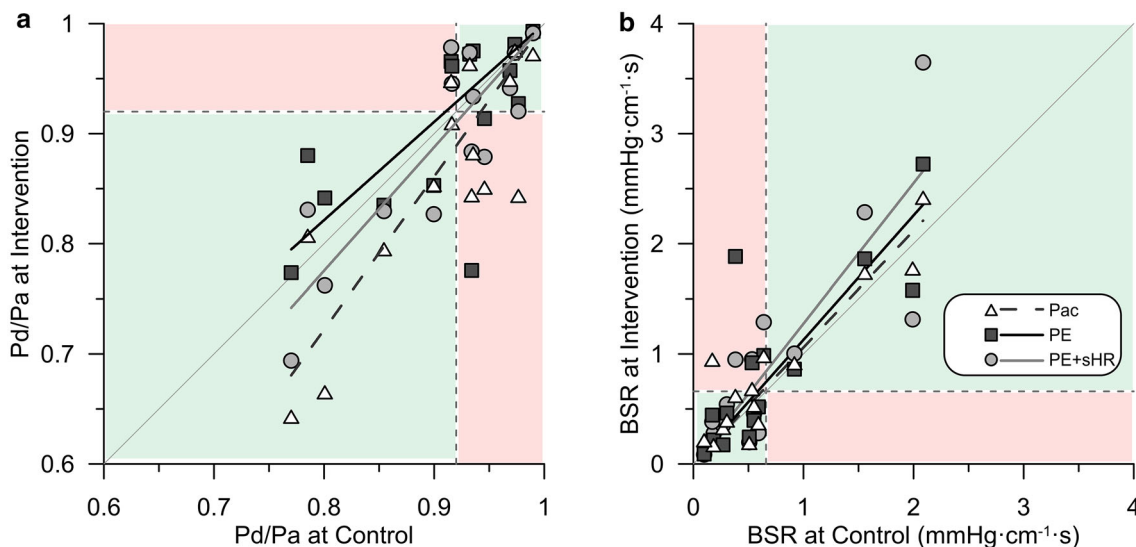 a
Pd/Pa at Intervention
1
0.9
0.8
0.7
0.6
0.6 0.7 0.8 0.9 1
Pd/Pa at Control
b
BSR at Intervention (mmHg·cm⁻¹·s)
4
3
2
1
0
0 1 2 3 4
BSR at Control (mmHg·cm⁻¹·s)
Pac
PE
PE+sHR